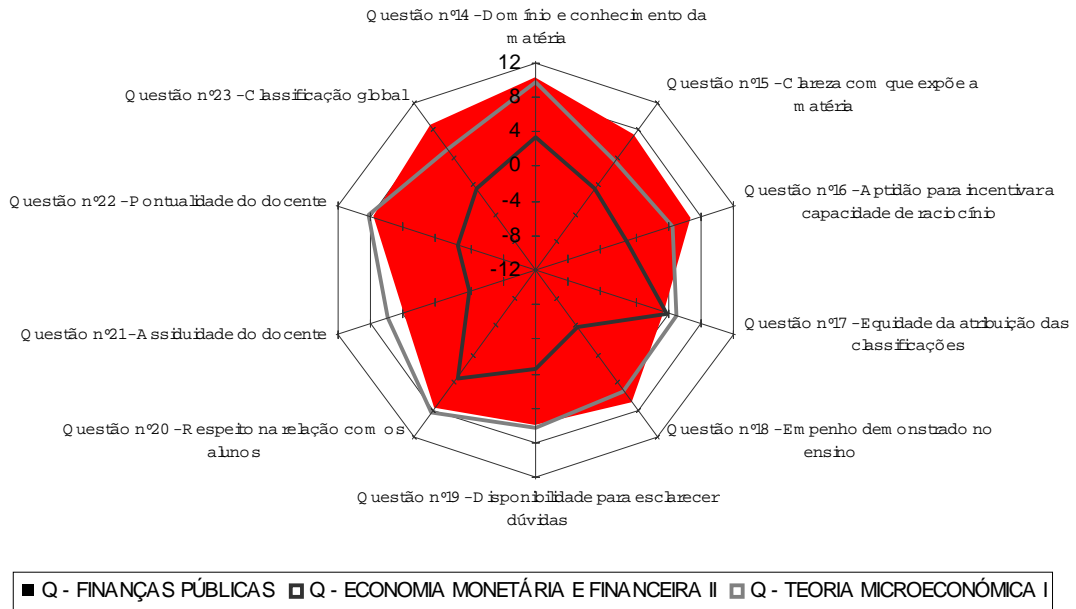 Questão nº14 - Domínio e conhecimento da
matéria
Questão nº15 - Clareza com que expõe a
matéria
Questão nº16 - Aptidão para incentivar a
capacidade de raciocínio
Questão nº17 - Equidade da atribuição das
classificações
Questão nº18 - Empenho demonstrado no
ensino
Questão nº19 - Disponibilidade para esclarecer
dúvidas
Questão nº20 - Respeito na relação com os
alunos
Questão nº21 - Assiduidade do docente
Questão nº22 - Pontualidade do docente
Questão nº23 - Classificação global
12
8
4
0
-4
-8
-12
Q - FINANÇAS PÚBLICAS Q - ECONOMIA MONETÁRIA E FINANCEIRA II Q - TEORIA MICROECONÓMICA I